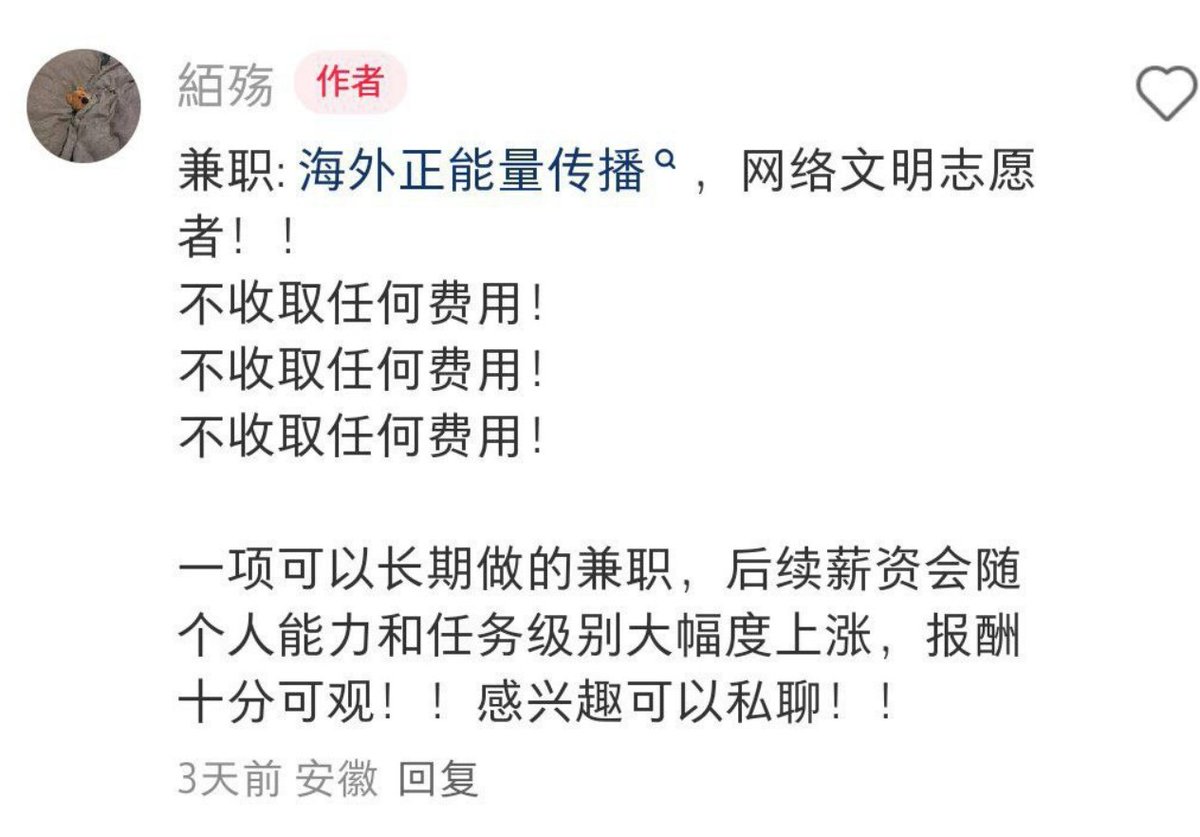 絔殇 作者
兼职: 海外正能量传播 ，网络文明志愿
者！！
不收取任何费用！
不收取任何费用！
不收取任何费用！
一项可以长期做的兼职，后续薪资会随
个人能力和任务级别大幅度上涨，报酬
十分可观！！感兴趣可以私聊！！
3天前 安徽 回复